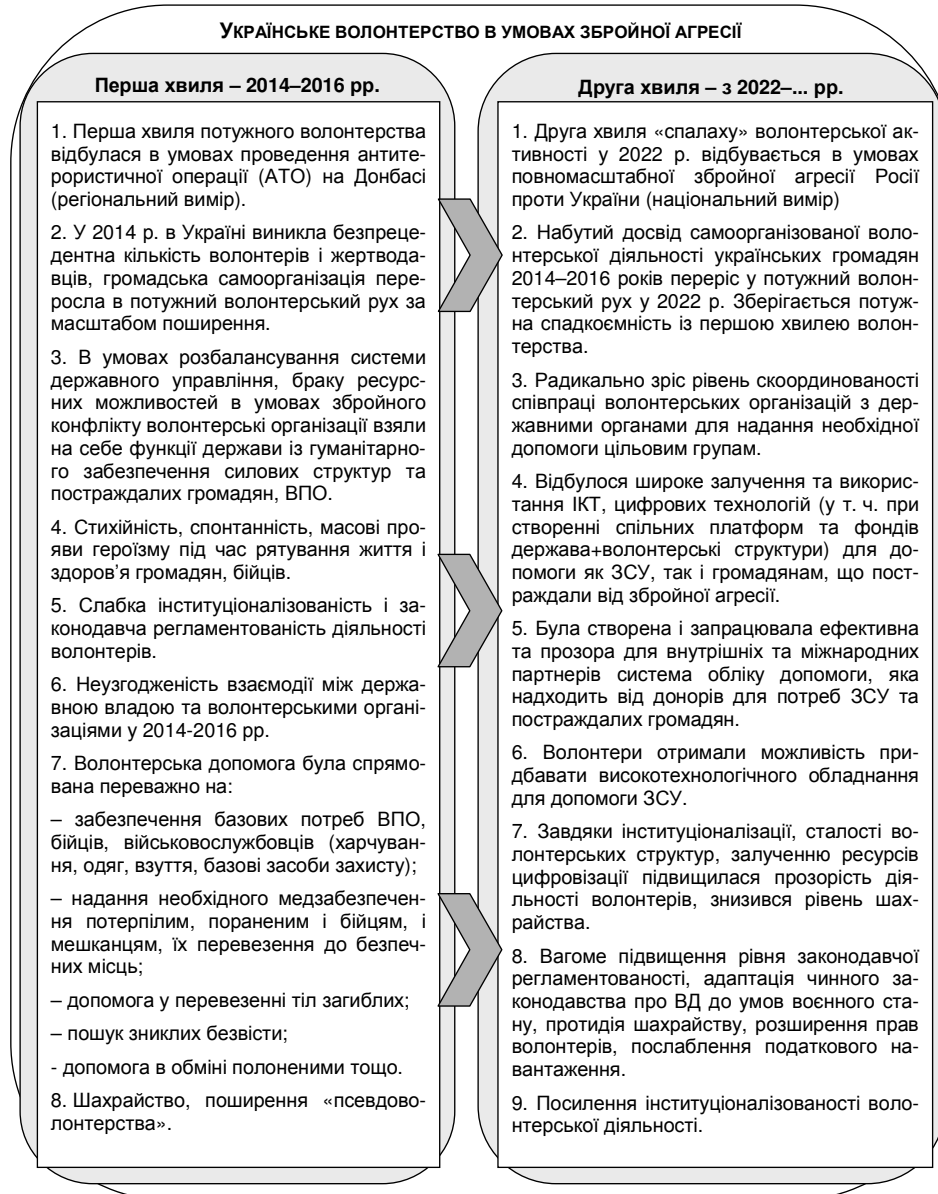 УКРАЇНСЬКЕ ВОЛОНТЕРСТВО В УМОВАХ ЗБРОЙНОЇ АГРЕСІЇ
Перша хвиля – 2014–2016 рр.
1. Перша хвиля потужного волонтерства
відбулася в умовах проведення антите-
рористичної операції (АТО) на Донбасі
(регіональний вимір).
2. У 2014 р. в Україні виникла безпреце-
дентна кількість волонтерів і жертвода-
вців, громадська самоорганізація пере-
росла в потужний волонтерський рух за
масштабом поширення.
3. В умовах розбалансування системи
державного управління, браку ресурс-
них можливостей в умовах збройного
конфлікту волонтерські організації взяли
на себе функції держави із гуманітарно-
го забезпечення силових структур та
постраждалих громадян, ВПО.
4. Стихійність, спонтанність, масові про-
яви героїзму під час рятування життя і
здоров'я громадян, бійців.
5. Слабка інституціоналізованість і за-
конодавча регламентованість діяльності
волонтерів.
6. Неузгодженість взаємодії між держа-
вною владою та волонтерськими органі-
заціями у 2014-2016 рр.
7. Волонтерська допомога була спрямо-
вана переважно на:
– забезпечення базових потреб ВПО,
бійців, військовослужбовців (харчуван-
ня, одяг, взуття, базові засоби захисту);
– надання необхідного медзабезпечен-
ня потерпілим, пораненим і бійцям, і
мешканцям, їх перевезення до безпеч-
них місць;
– допомога у перевезенні тіл загиблих;
– пошук зниклих безвісти;
- допомога в обміні полоненими тощо.
8. Шахрайство, поширення «псевдово-
лонтерства».
Друга хвиля – з 2022–... рр.
1. Друга хвиля «спалаху» волонтерської ак-
тивності у 2022 р. відбувається в умовах
повномасштабної збройної агресії Росії
проти України (національний вимір)
2. Набутий досвід самоорганізованої воло-
нтерської діяльності українських громадян
2014–2016 років переріс у потужний волон-
терський рух у 2022 р. Зберігається потуж-
на спадкоємність із першою хвилею волон-
терства.
3. Радикально зріс рівень скоординованості
співпраці волонтерських організацій з дер-
жавними органами для надання необхідної
допомоги цільовим групам.
4. Відбулося широке залучення та викорис-
тання ІКТ, цифрових технологій (у т. ч. при
створенні спільних платформ та фондів
держава+волонтерські структури) для до-
помоги як ЗСУ, так і громадянам, що пост-
раждали від збройної агресії.
5. Була створена і запрацювала ефективна
та прозора для внутрішніх та міжнародних
партнерів система обліку допомоги, яка
надходить від донорів для потреб ЗСУ та
постраждалих громадян.
6. Волонтери отримали можливість при-
дбавати високотехнологічного обладнання
для допомоги ЗСУ.
7. Завдяки інституціоналізації, сталості во-
лонтерських структур, залученню ресурсів
цифровізації підвищилася прозорість дія-
льності волонтерів, знизився рівень шах-
райства.
8. Вагоме підвищення рівня законодавчої
регламентованості, адаптація чинного за-
конодавства про ВД до умов воєнного ста-
ну, протидія шахрайству, розширення прав
волонтерів, послаблення податкового на-
вантаження.
9. Посилення інституціоналізованості воло-
нтерської діяльності.